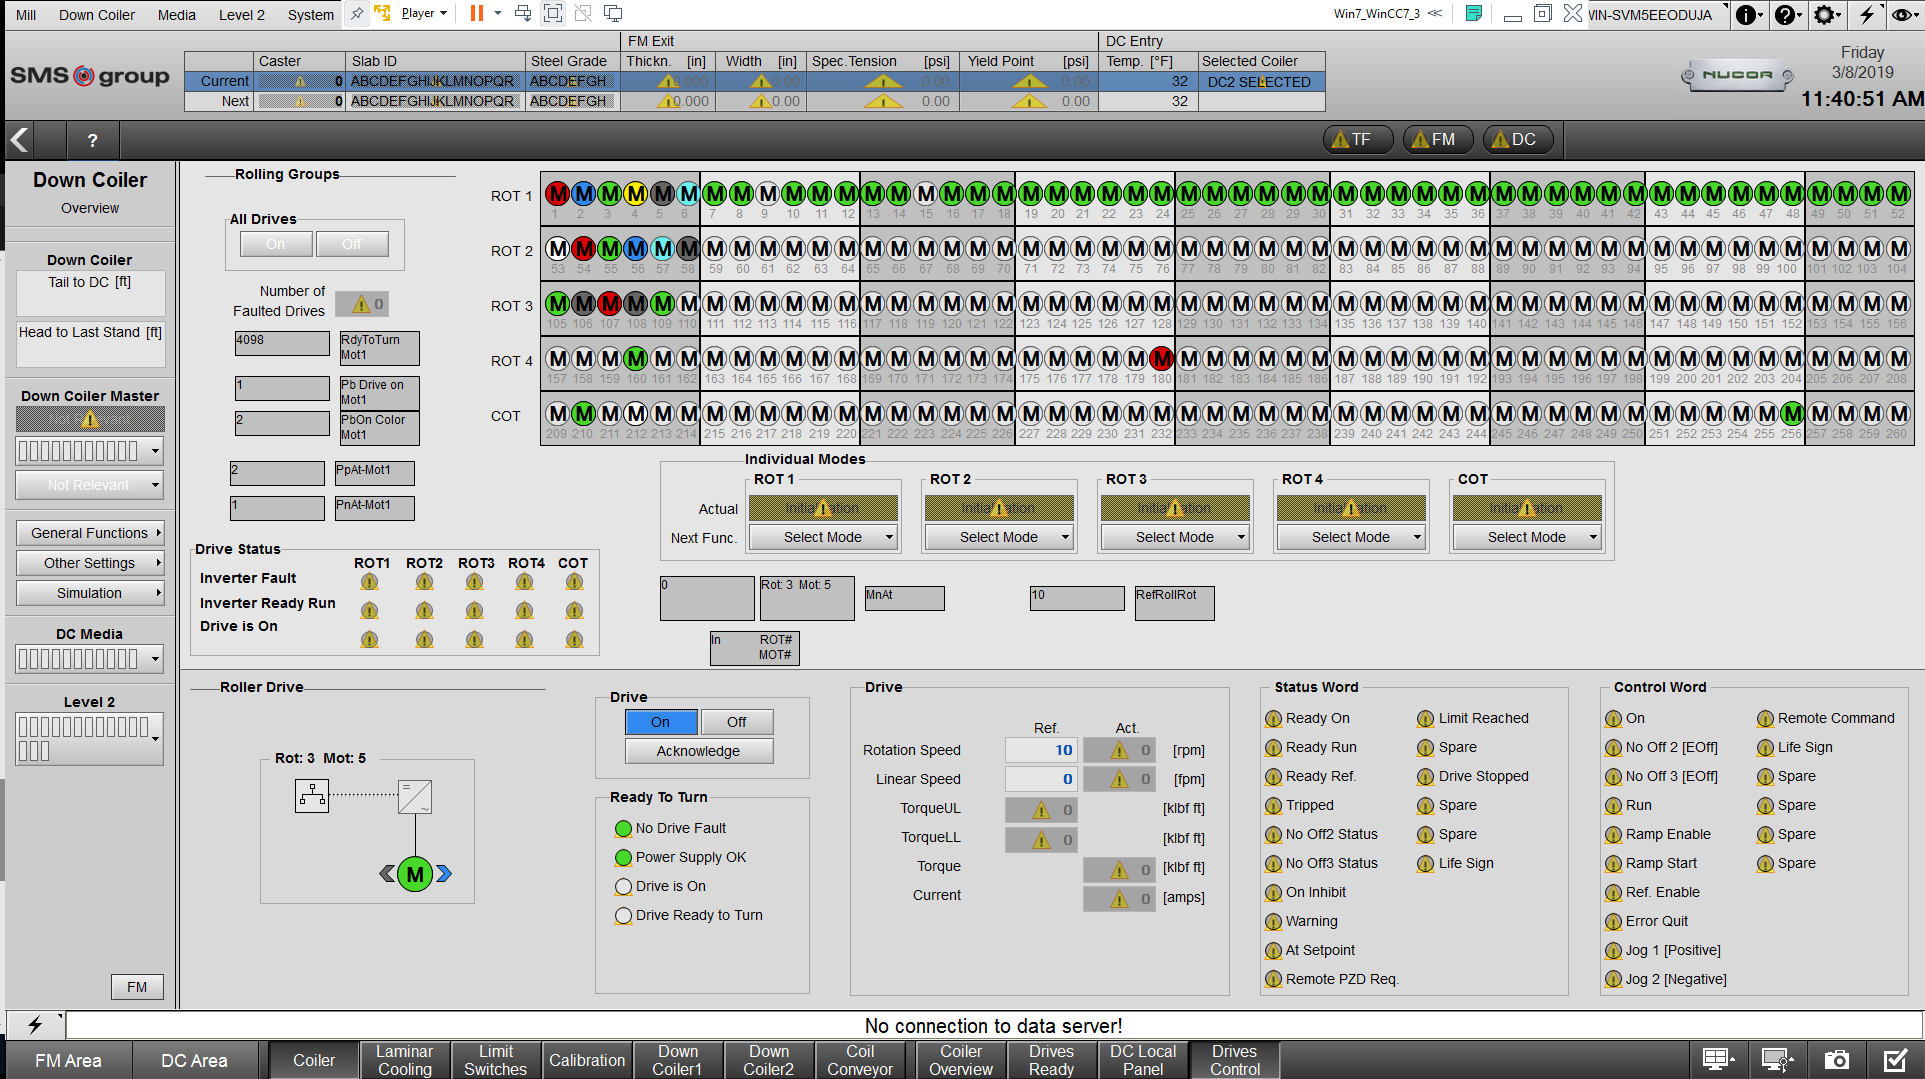 Mill Down Coiler Media Level 2 System Player Win7_WinCC7_3 WIN-SVM5EEODUJA
FM Exit DC Entry
Caster Slab ID Steel Grade Thickn. [in] Width [in] Spec.Tension [psi] Yield Point [psi] Temp. [°F] Selected Coiler
Current 0 ABCDEFGHIJKLMNOPQR ABCDEFGH 0.000 0.00 0.00 0.00 32 DC2 SELECTED
Next 0 ABCDEFGHIJKLMNOPQR ABCDEFGH 0.000 0.00 0.00 0.00 32
SMS group
NUCOR
Friday
3/8/2019
11:40:51 AM
? TF FM DC
Down Coiler
Overview
Down Coiler
Tail to DC [ft]
Head to Last Stand [ft]
Down Coiler Master
Not Relevant
General Functions
Other Settings
Simulation
DC Media
Level 2
FM
Rolling Groups
All Drives
On Off
Number of
Faulted Drives 0
4098 RdyToTurn
Mot1
1 Pb Drive on
Mot1
2 PbOn Color
Mot1
2 PpAt-Mot1
1 PnAt-Mot1
ROT 1 M M M M M M M M M M M M M M M M M M M M M M M M M M M M M M M M M M M M M M M M M M M M M M M M M M M M
1 2 3 4 5 6 7 8 9 10 11 12 13 14 15 16 17 18 19 20 21 22 23 24 25 26 27 28 29 30 31 32 33 34 35 36 37 38 39 40 41 42 43 44 45 46 47 48 49 50 51 52
ROT 2 M M M M M M M M M M M M M M M M M M M M M M M M M M M M M M M M M M M M M M M M M M M M M M M M M M M M
53 54 55 56 57 58 59 60 61 62 63 64 65 66 67 68 69 70 71 72 73 74 75 76 77 78 79 80 81 82 83 84 85 86 87 88 89 90 91 92 93 94 95 96 97 98 99 100 101 102 103 104
ROT 3 M M M M M M M M M M M M M M M M M M M M M M M M M M M M M M M M M M M M M M M M M M M M M M M M M M M M
105 106 107 108 109 110 111 112 113 114 115 116 117 118 119 120 121 122 123 124 125 126 127 128 129 130 131 132 133 134 135 136 137 138 139 140 141 142 143 144 145 146 147 148 149 150 151 152 153 154 155 156
ROT 4 M M M M M M M M M M M M M M M M M M M M M M M M M M M M M M M M M M M M M M M M M M M M M M M M M M M M
157 158 159 160 161 162 163 164 165 166 167 168 169 170 171 172 173 174 175 176 177 178 179 180 181 182 183 184 185 186 187 188 189 190 191 192 193 194 195 196 197 198 199 200 201 202 203 204 205 206 207 208
COT M M M M M M M M M M M M M M M M M M M M M M M M M M M M M M M M M M M M M M M M M M M M M M M M M M M M
209 210 211 212 213 214 215 216 217 218 219 220 221 222 223 224 225 226 227 228 229 230 231 232 233 234 235 236 237 238 239 240 241 242 243 244 245 246 247 248 249 250 251 252 253 254 255 256 257 258 259 260
Individual Modes
ROT 1 ROT 2 ROT 3 ROT 4 COT
Actual
Next Func. Select Mode Select Mode Select Mode Select Mode Select Mode
0 Rot: 3 Mot: 5 MnAt 10 RefRollRot
In ROT#
MOT#
Drive Status
ROT1 ROT2 ROT3 ROT4 COT
Inverter Fault
Inverter Ready Run
Drive is On
Roller Drive
Rot: 3 Mot: 5
M
Drive
On Off
Acknowledge
Ready To Turn
No Drive Fault
Power Supply OK
Drive is On
Drive Ready to Turn
Drive
Ref. Act.
Rotation Speed 10 0 [rpm]
Linear Speed 0 0 [fpm]
TorqueUL 0 [klbf ft]
TorqueLL 0 [klbf ft]
Torque 0 [klbf ft]
Current 0 [amps]
Status Word
Ready On Limit Reached
Ready Run Spare
Ready Ref. Drive Stopped
Tripped Spare
No Off2 Status Spare
No Off3 Status Life Sign
On Inhibit
Warning
At Setpoint
Remote PZD Req.
Control Word
On Remote Command
No Off 2 [EOff] Life Sign
No Off 3 [EOff] Spare
Run Spare
Ramp Enable Spare
Ramp Start Spare
Ref. Enable
Error Quit
Jog 1 [Positive]
Jog 2 [Negative]
No connection to data server!
FM Area DC Area Coiler Laminar Cooling Limit Switches Calibration Down Coiler1 Down Coiler2 Coil Conveyor Coiler Overview Drives Ready DC Local Panel Drives Control